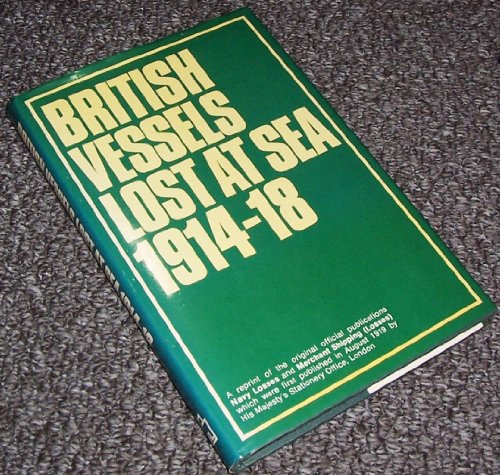 BRITISH
VESSELS
LOST AT SEA
1914-18
A reprint of the original official publications
Navy Losses and Merchant Shipping (Losses)
which were first published in August 1919 by
His Majesty's Stationery Office, London